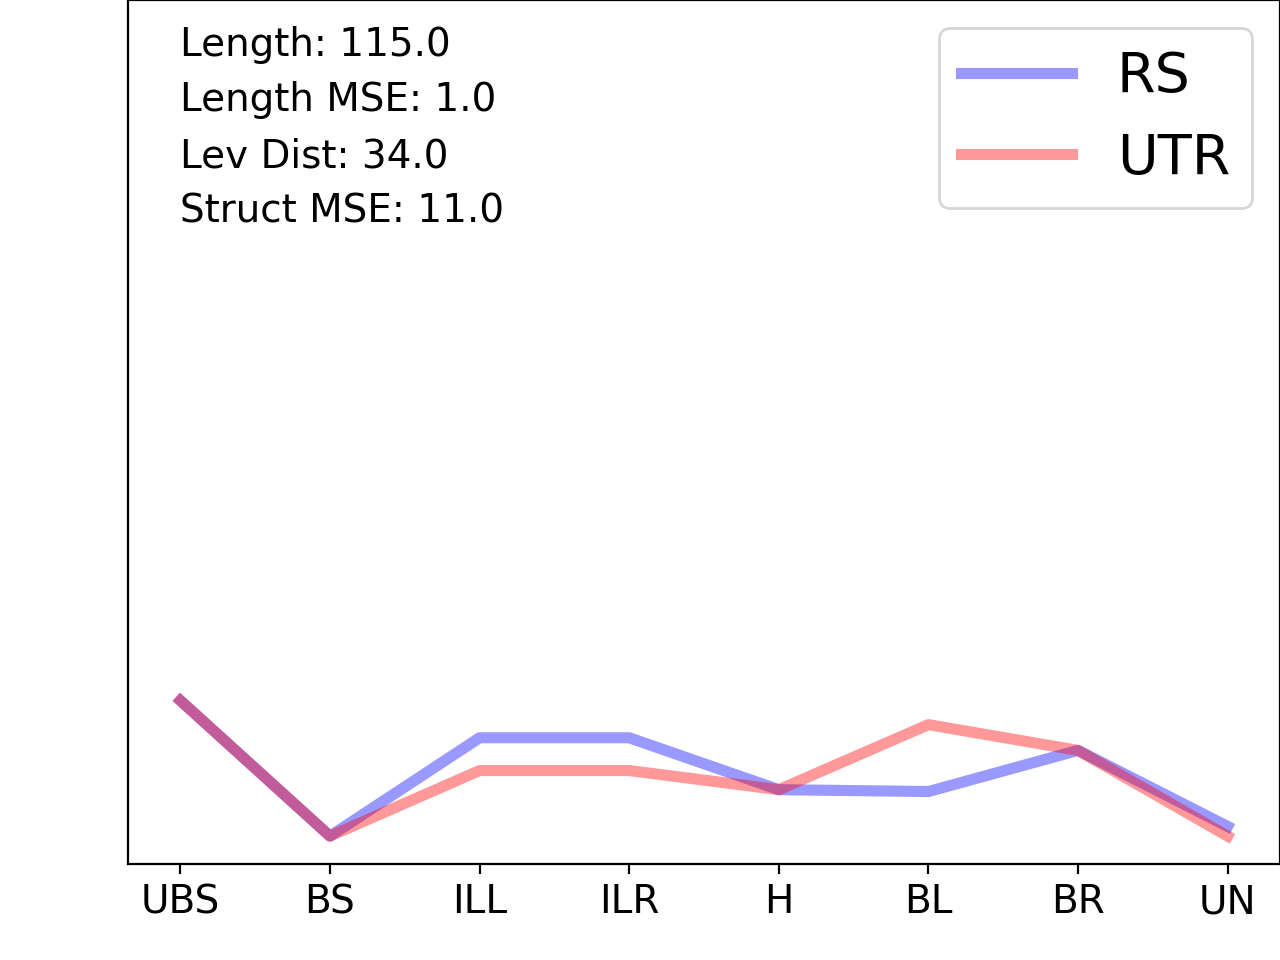 Length: 115.0
Length MSE: 1.0
Lev Dist: 34.0
Struct MSE: 11.0
RS
UTR
UBS BS ILL ILR H BL BR UN